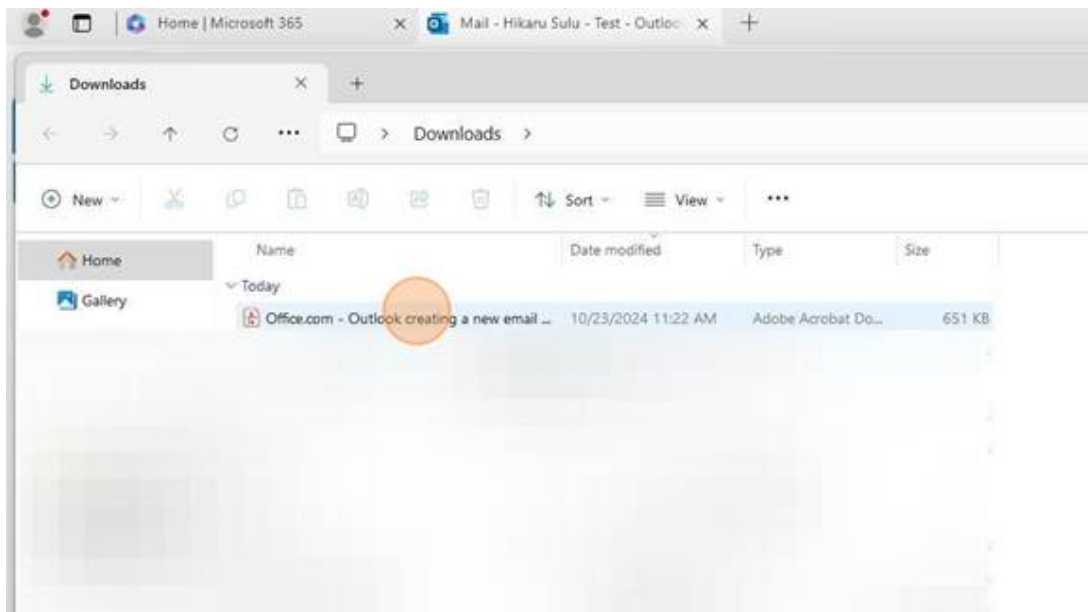 Home | Microsoft 365 Mail - Hikaru Sulu - Test - Outloo
Downloads
Downloads
New Sort View
Home
Gallery
Name Date modified Type Size
Today
Office.com - Outlook creating a new email ... 10/23/2024 11:22 AM Adobe Acrobat Do... 651 KB